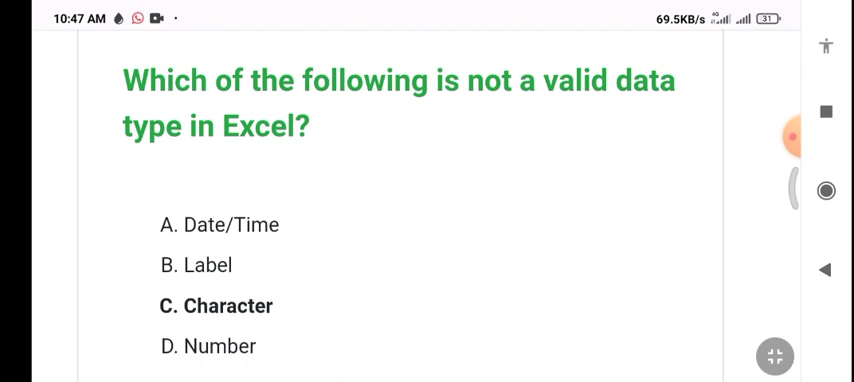 10:47 AM
69.5KB/s 4G 31
Which of the following is not a valid data
type in Excel?
A. Date/Time
B. Label
C. Character
D. Number